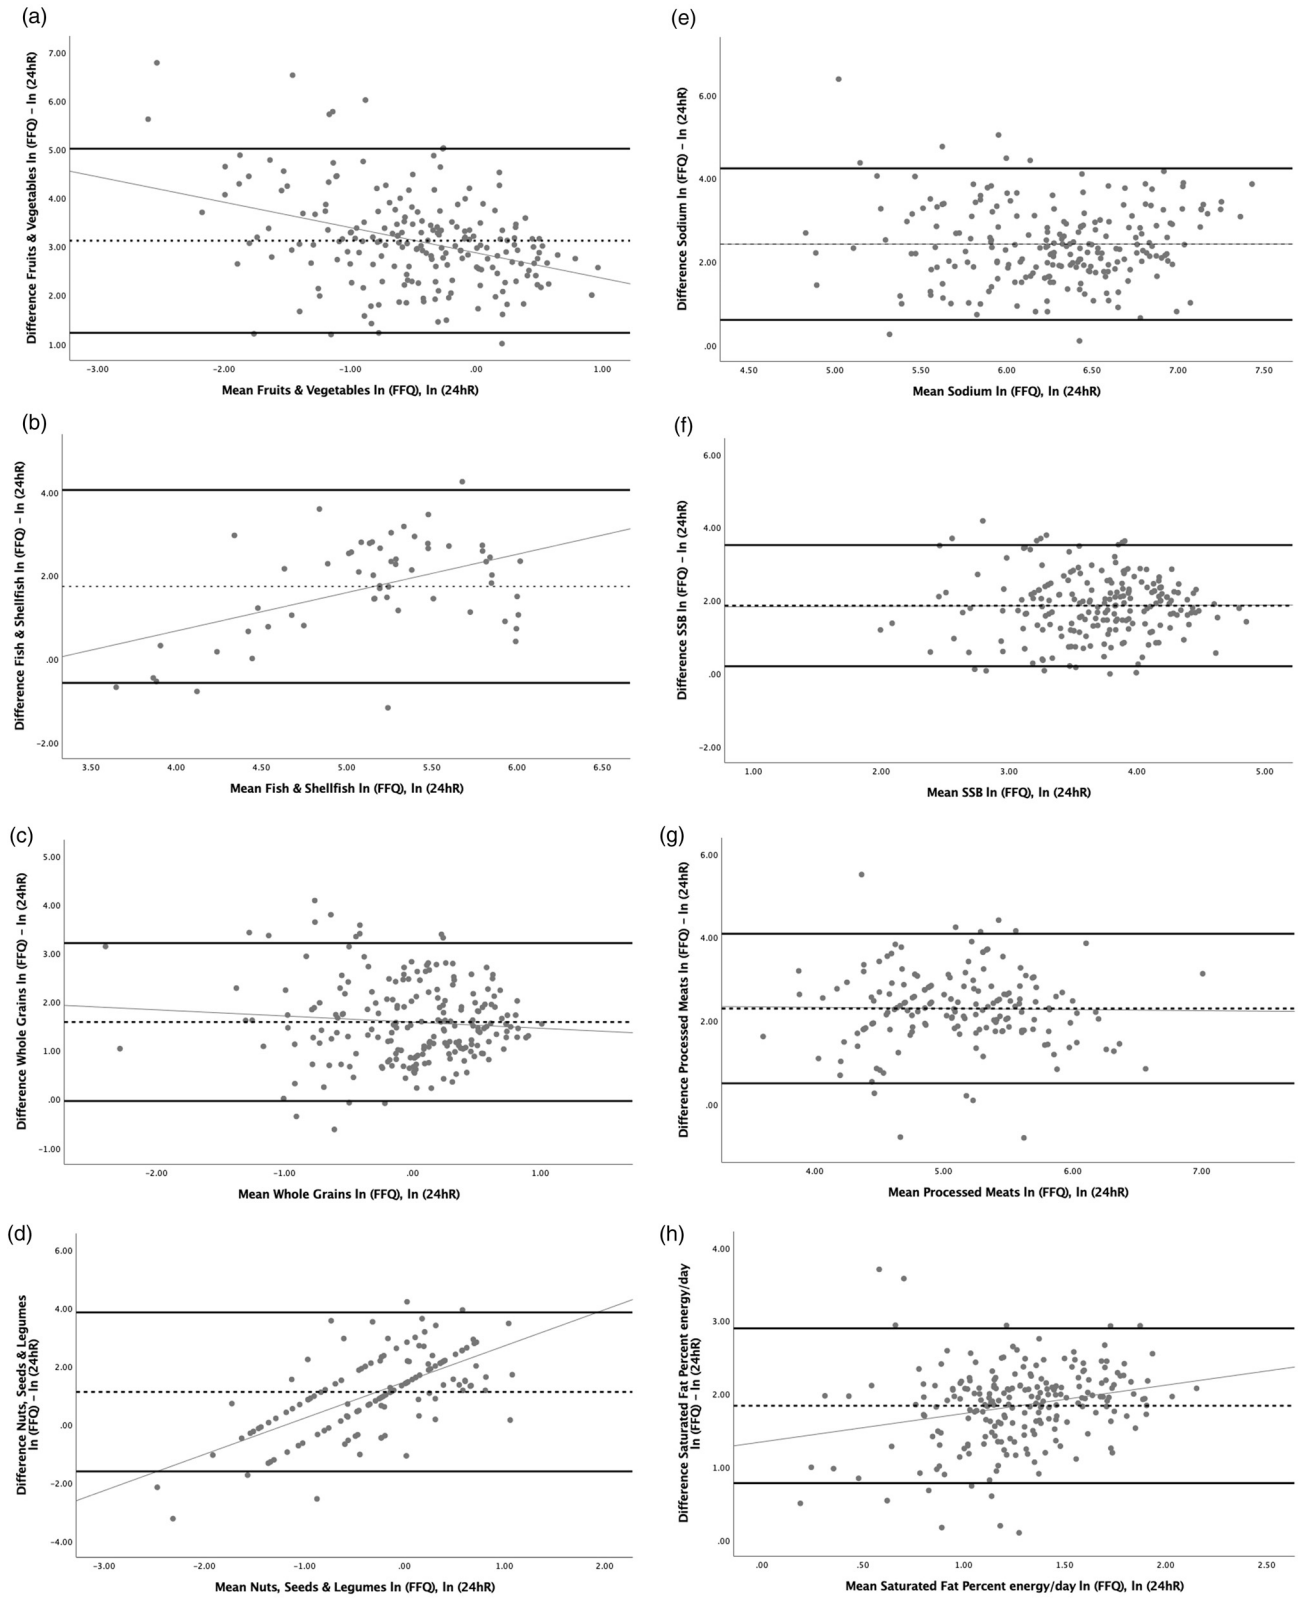 (a)
Difference Fruits & Vegetables ln (FFQ) – ln (24hR)
7.00
6.00
5.00
4.00
3.00
2.00
1.00
–3.00 –2.00 –1.00 .00 1.00
Mean Fruits & Vegetables ln (FFQ), ln (24hR)
(e)
Difference Sodium ln (FFQ) – ln (24hR)
6.00
4.00
2.00
.00
4.50 5.00 5.50 6.00 6.50 7.00 7.50
Mean Sodium ln (FFQ), ln (24hR)
(b)
Difference Fish & Shellfish ln (FFQ) – ln (24hR)
4.00
2.00
.00
–2.00
3.50 4.00 4.50 5.00 5.50 6.00 6.50
Mean Fish & Shellfish ln (FFQ), ln (24hR)
(f)
Difference SSB ln (FFQ) – ln (24hR)
6.00
4.00
2.00
.00
–2.00
1.00 2.00 3.00 4.00 5.00
Mean SSB ln (FFQ), ln (24hR)
(c)
Difference Whole Grains ln (FFQ) – ln (24hR)
5.00
4.00
3.00
2.00
1.00
.00
–1.00
–2.00 –1.00 .00 1.00
Mean Whole Grains ln (FFQ), ln (24hR)
(g)
Difference Processed Meats ln (FFQ) – ln (24hR)
6.00
4.00
2.00
.00
4.00 5.00 6.00 7.00
Mean Processed Meats ln (FFQ), ln (24hR)
(d)
Difference Nuts, Seeds & Legumes
ln (FFQ) – ln (24hR)
6.00
4.00
2.00
.00
–2.00
–4.00
–3.00 –2.00 –1.00 .00 1.00 2.00
Mean Nuts, Seeds & Legumes ln (FFQ), ln (24hR)
(h)
Difference Saturated Fat Percent energy/day
ln (FFQ) – ln (24hR)
4.00
3.00
2.00
1.00
.00
.00 .50 1.00 1.50 2.00 2.50
Mean Saturated Fat Percent energy/day ln (FFQ), ln (24hR)